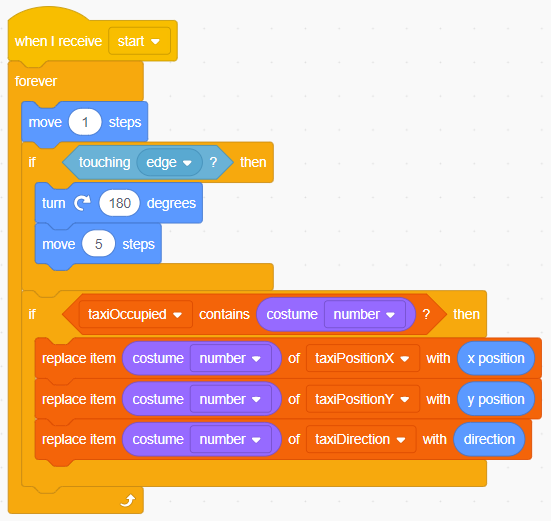 when I receive start
forever
move 1 steps
if touching edge ? then
turn 180 degrees
move 5 steps
if taxiOccupied contains costume number ? then
replace item costume number of taxiPositionX with x position
replace item costume number of taxiPositionY with y position
replace item costume number of taxiDirection with direction